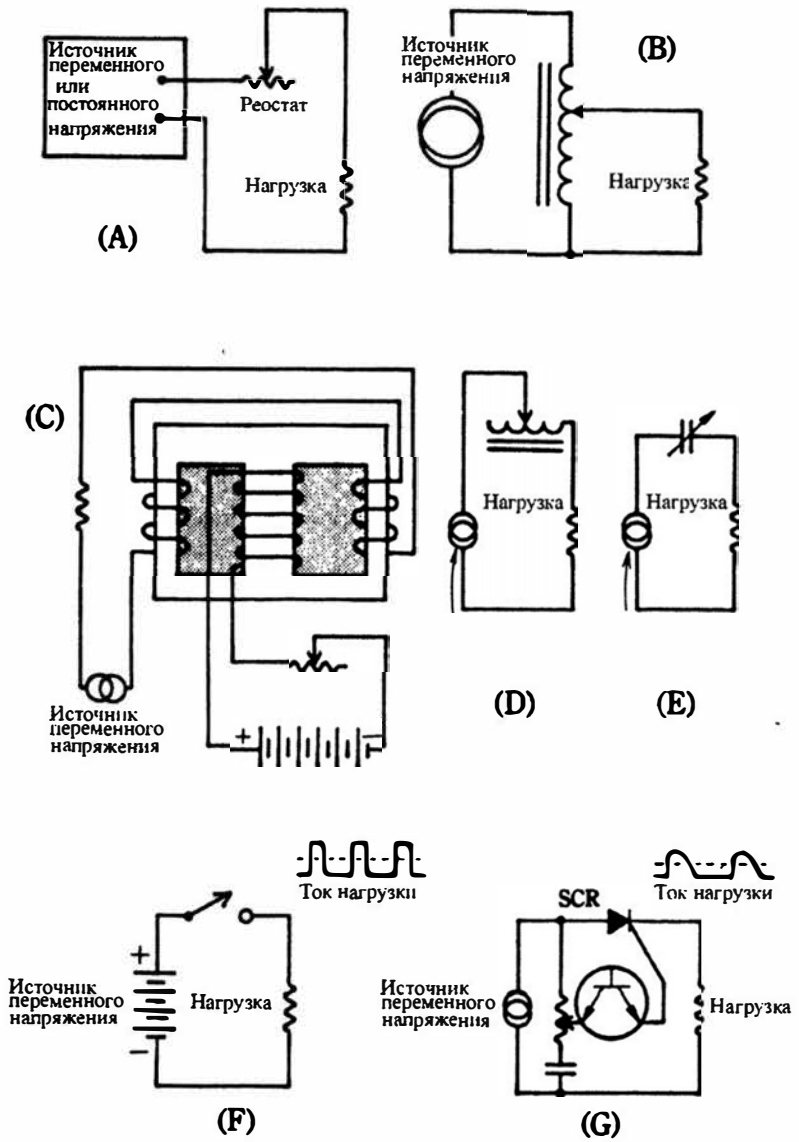 Источник
переменного
или
постоянного
напряжения
Реостат
Нагрузка
(A)
Источник
переменного
напряжения
(B)
Нагрузка
(C)
Источник
переменного
напряжения
+ −
Нагрузка
(D)
Нагрузка
(E)
Ток нагрузки
+
Источник
переменного
напряжения
−
Нагрузка
(F)
Ток нагрузки
SCR
Источник
переменного
напряжения
Нагрузка
(G)